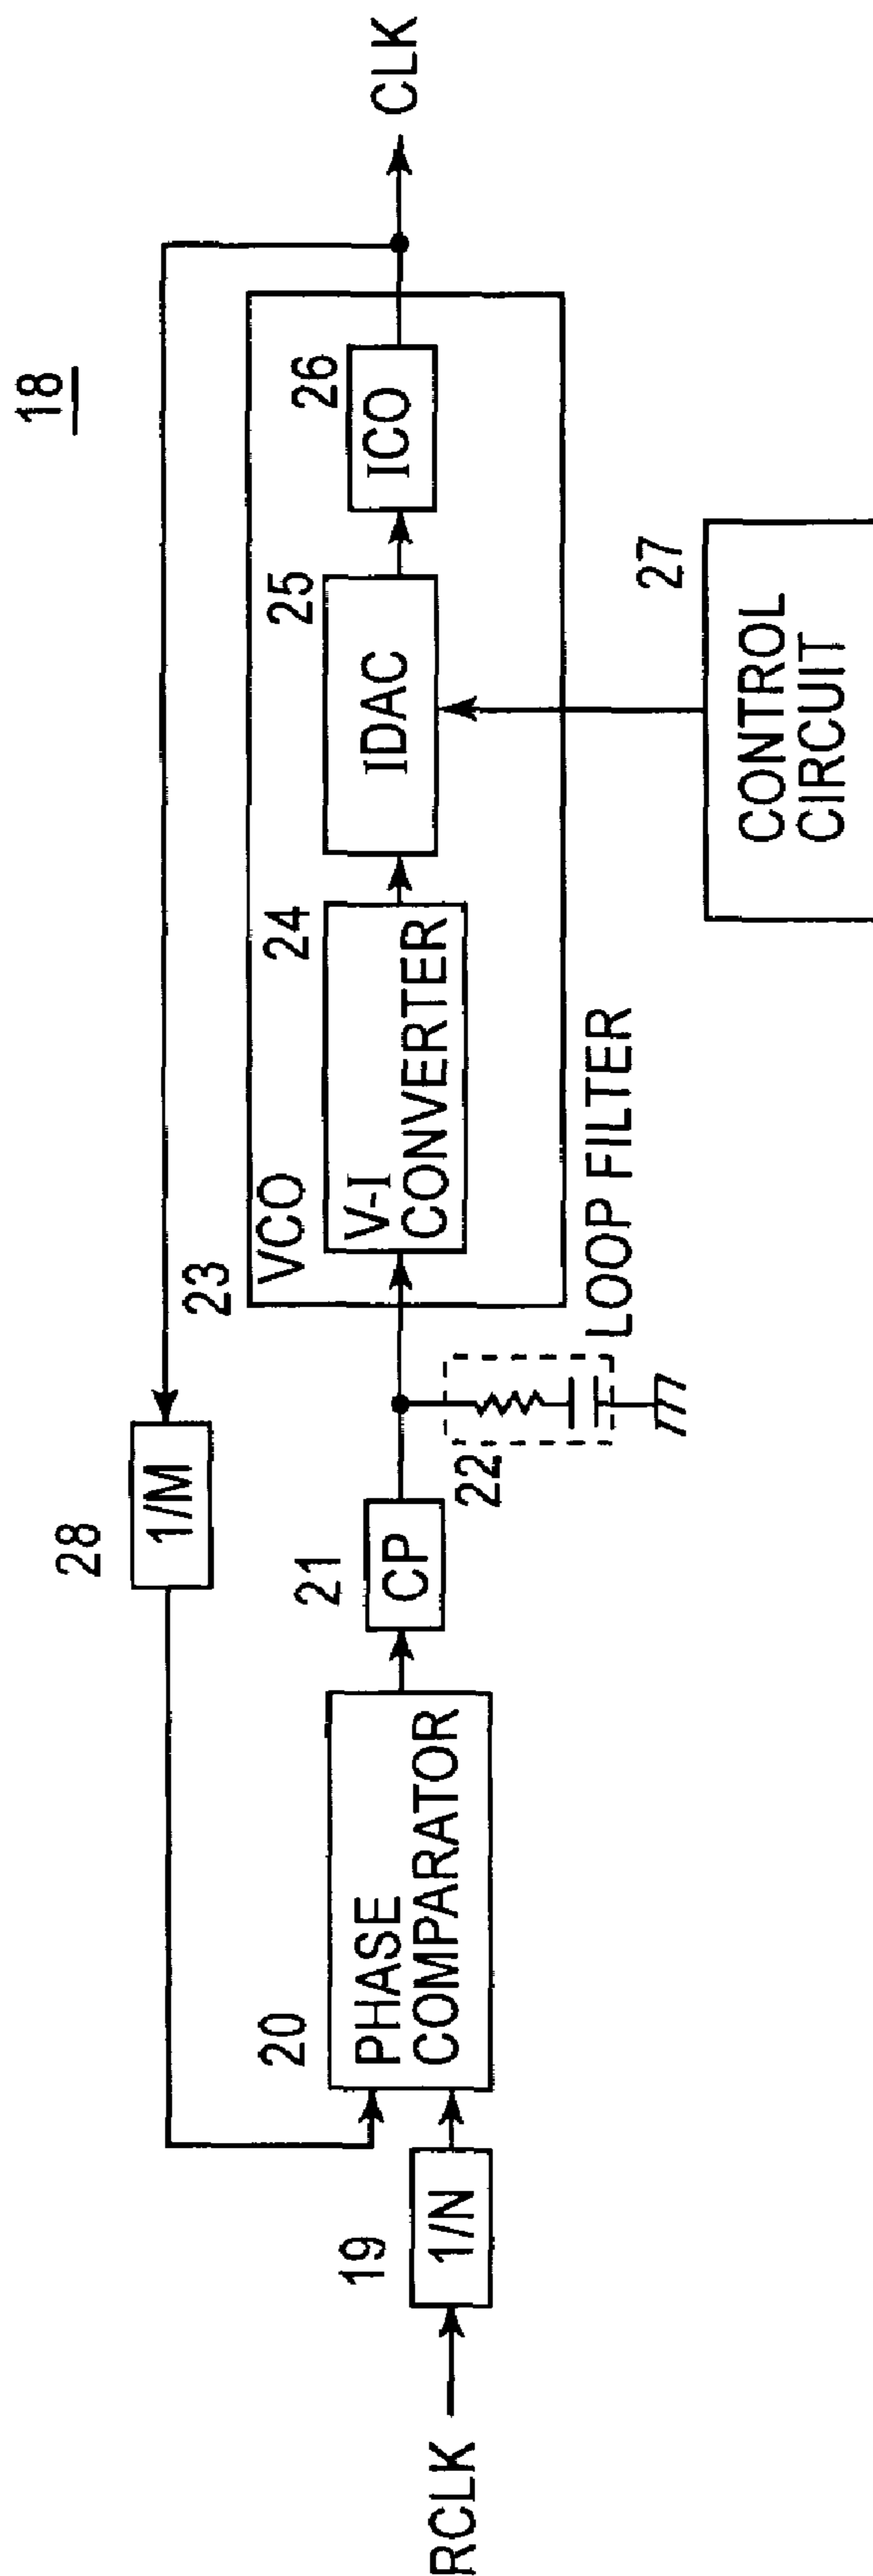 18
28
1/M
23
VCO
24
V-I
CONVERTER
25
IDAC
26
ICO
CLK
20
PHASE
COMPARATOR
21
CP
22
LOOP FILTER
19
1/N
RCLK
27
CONTROL
CIRCUIT